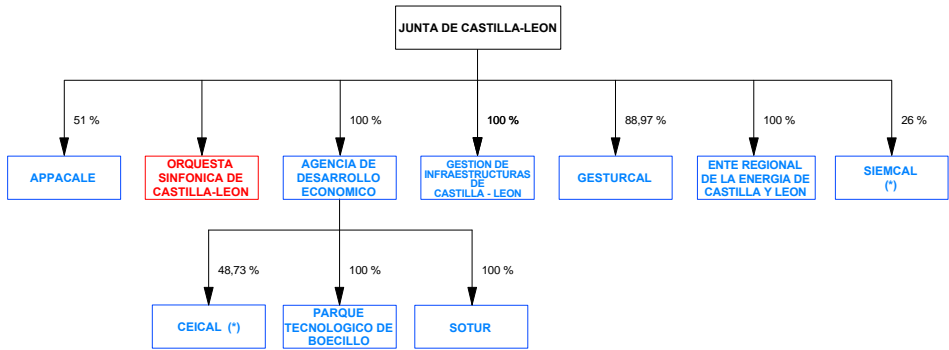 JUNTA DE CASTILLA-LEON
51 %
100 %
100 %
88,97 %
100 %
26 %
APPACALE
ORQUESTA
SINFONICA DE
CASTILLA-LEON
AGENCIA DE
DESARROLLO
ECONOMICO
GESTION DE
INFRAESTRUCTURAS
DE
CASTILLA - LEON
GESTURCAL
ENTE REGIONAL
DE LA ENERGIA DE
CASTILLA Y LEON
SIEMCAL
(*)
48,73 %
100 %
100 %
CEICAL (*)
PARQUE
TECNOLOGICO DE
BOECILLO
SOTUR